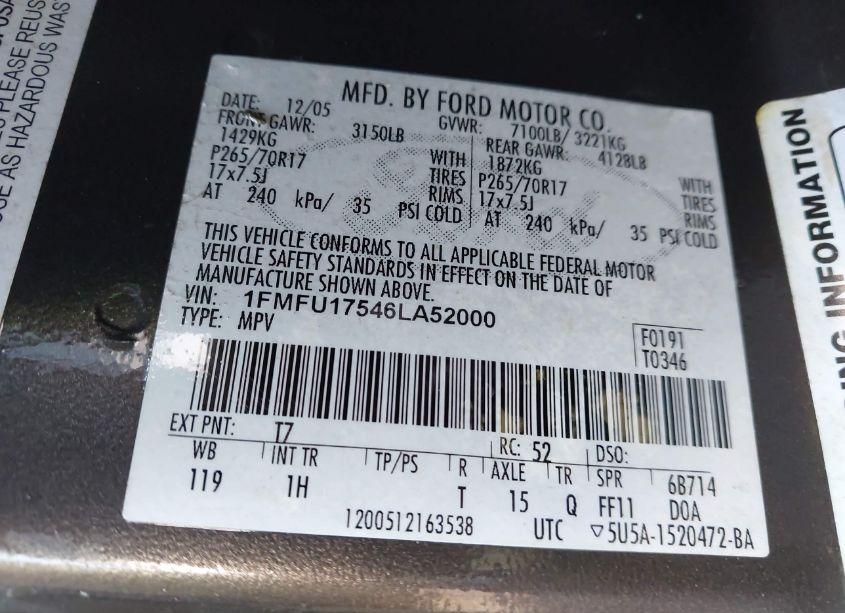 PLEASE REUS
SE AS HAZARDOUS WAS
MFD. BY FORD MOTOR CO.
DATE: 12/05 GVWR: 7100LB/ 3221KG
FRONT GAWR: 3150LB REAR GAWR: 4128LB
1429KG WITH 1872KG WITH
P265/70R17 TIRES P265/70R17 TIRES
17x7.5J RIMS 17x7.5J RIMS
AT 240 kPa/ 35 PSI COLD AT 240 kPa/ 35 PSI COLD
THIS VEHICLE CONFORMS TO ALL APPLICABLE FEDERAL MOTOR
VEHICLE SAFETY STANDARDS IN EFFECT ON THE DATE OF
MANUFACTURE SHOWN ABOVE.
VIN: 1FMFU17546LA52000
TYPE: MPV
F0191
T0346
EXT PNT: T7 RC: 52 DSO:
WB INT TR TP/PS R AXLE TR SPR 6B714
119 1H T 15 Q FF11 DOA
1200512163538 UTC ▽5U5A-1520472-BA
ING INFORMATION